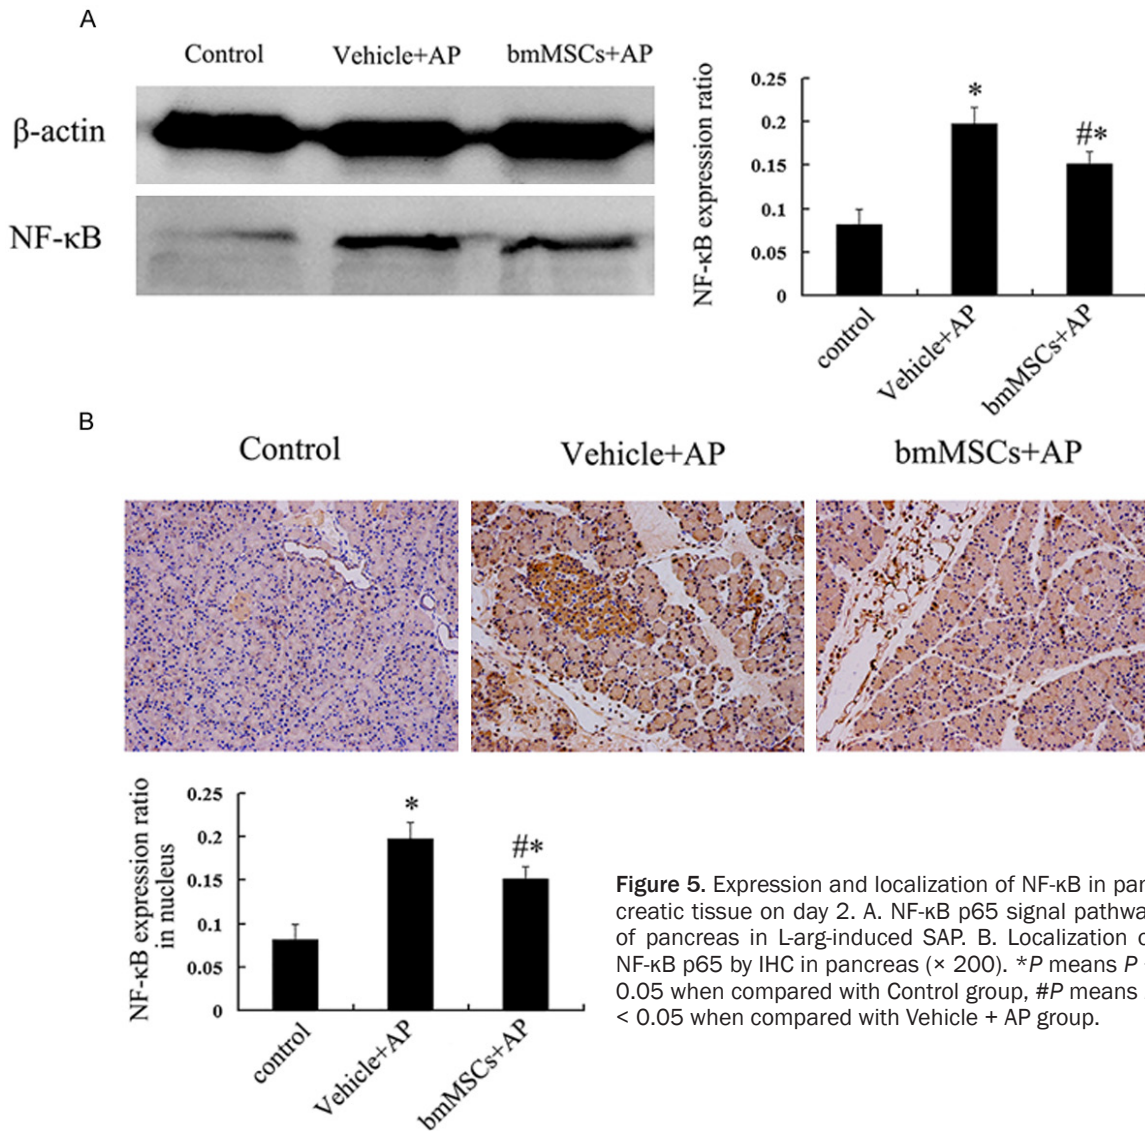 A
Control Vehicle+AP bmMSCs+AP
β-actin
NF-κB
NF-κB expression ratio
0.25
0.2
0.15
0.1
0.05
0
*
#*
control
Vehicle+AP
bmMSCs+AP
B
Control Vehicle+AP bmMSCs+AP
NF-κB expression ratio
in nucleus
0.25
0.2
0.15
0.1
0.05
0
*
#*
control
Vehicle+AP
bmMSCs+AP
Figure 5. Expression and localization of NF-κB in pan
creatic tissue on day 2. A. NF-κB p65 signal pathwa
of pancreas in L-arg-induced SAP. B. Localization o
NF-κB p65 by IHC in pancreas (× 200). *P means P
0.05 when compared with Control group, #P means
< 0.05 when compared with Vehicle + AP group.